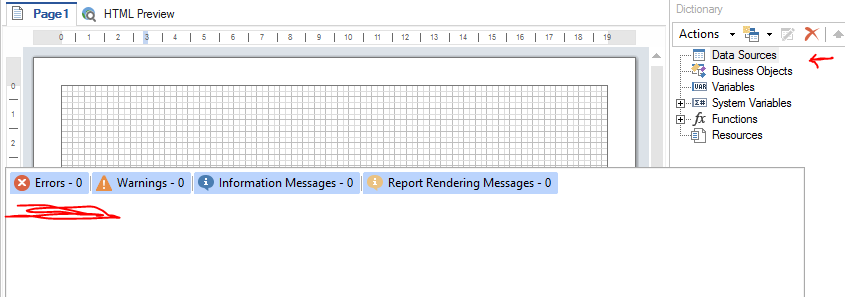 Page1 HTML Preview
Dictionary
Actions
0 1 2 3 4 5 6 7 8 9 10 11 12 13 14 15 16 17 18 19
Data Sources
Business Objects
UAR Variables
Σ# System Variables
fx Functions
Resources
0
1
2
Errors - 0 Warnings - 0 Information Messages - 0 Report Rendering Messages - 0